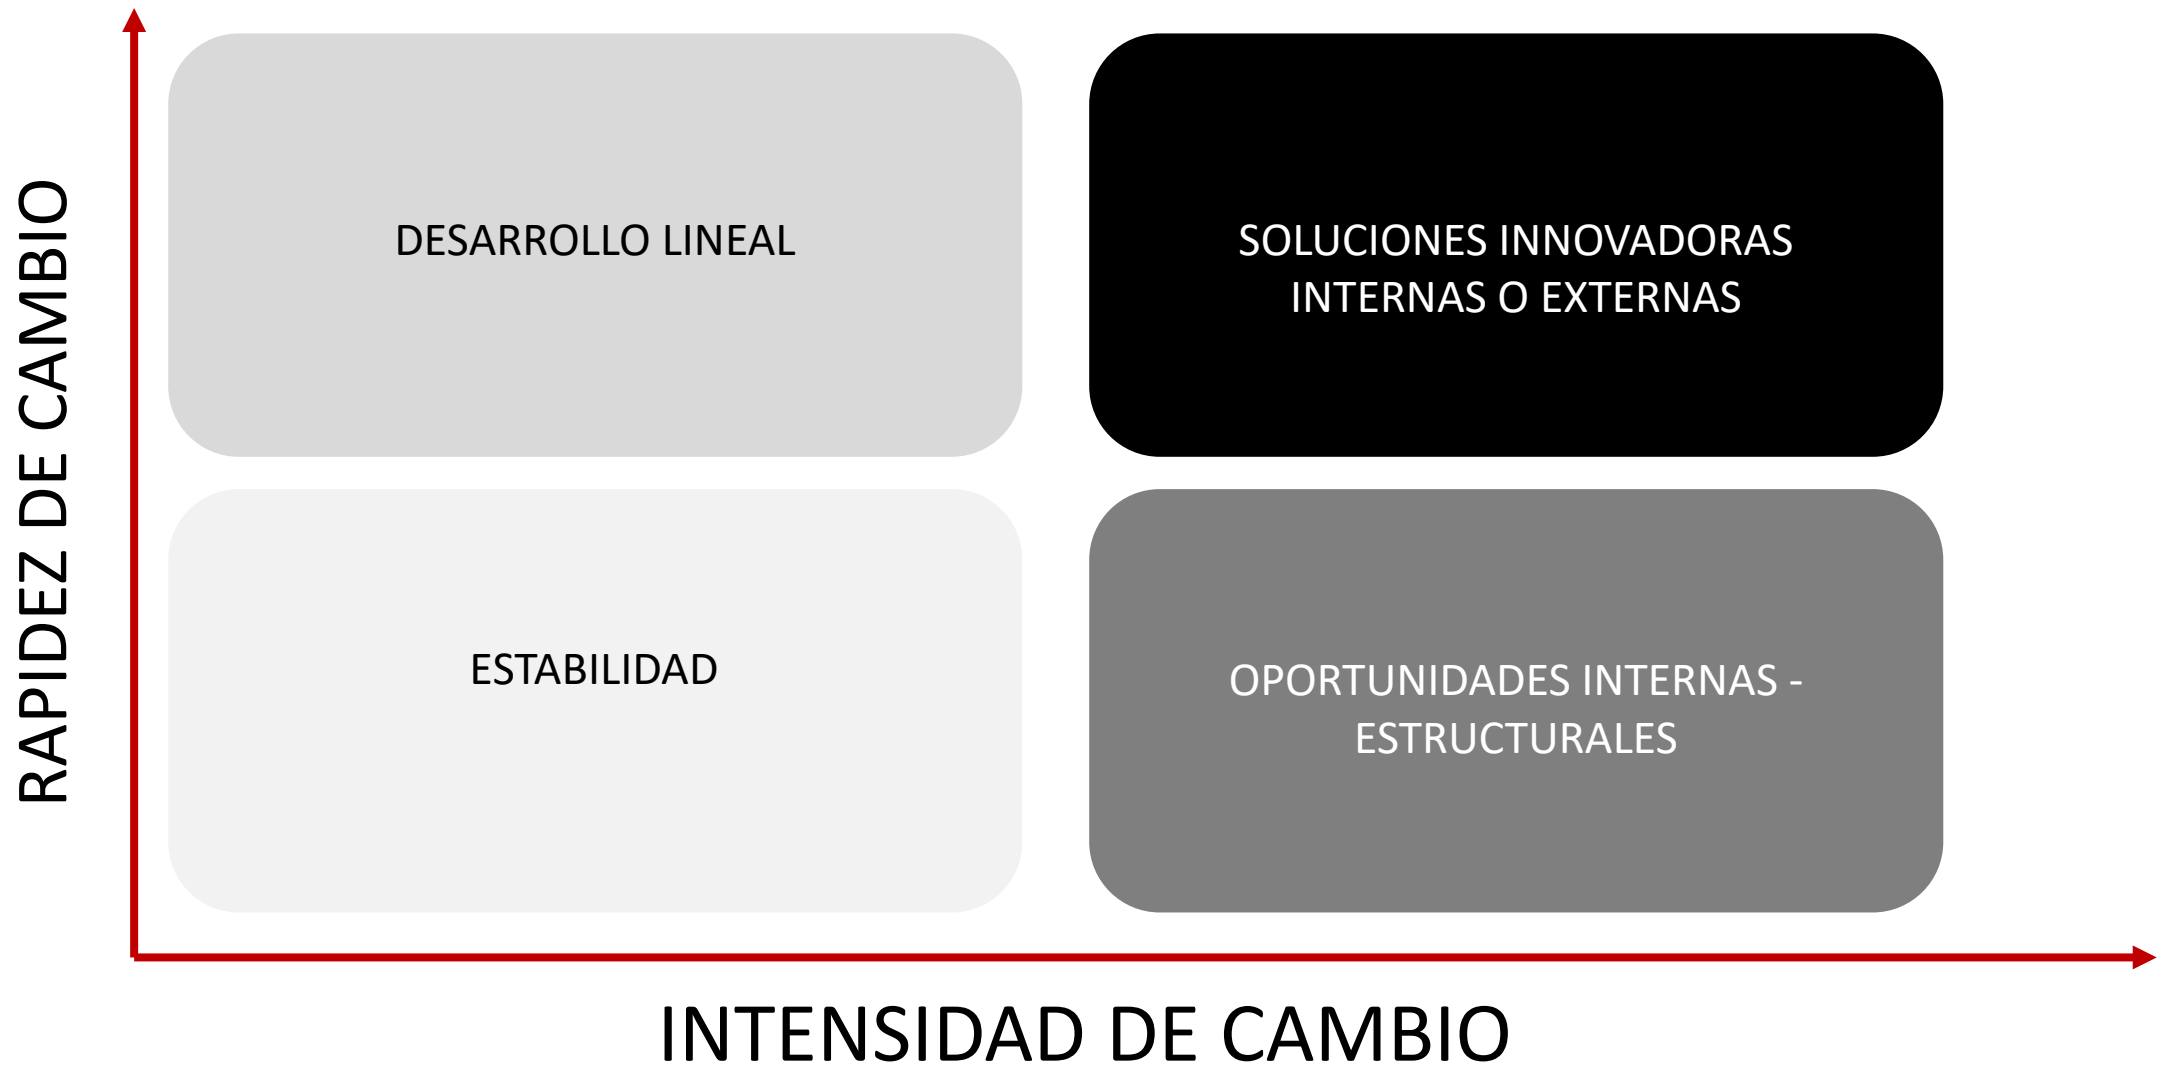 RAPIDEZ DE CAMBIO
DESARROLLO LINEAL
SOLUCIONES INNOVADORAS
INTERNAS O EXTERNAS
ESTABILIDAD
OPORTUNIDADES INTERNAS -
ESTRUCTURALES
INTENSIDAD DE CAMBIO